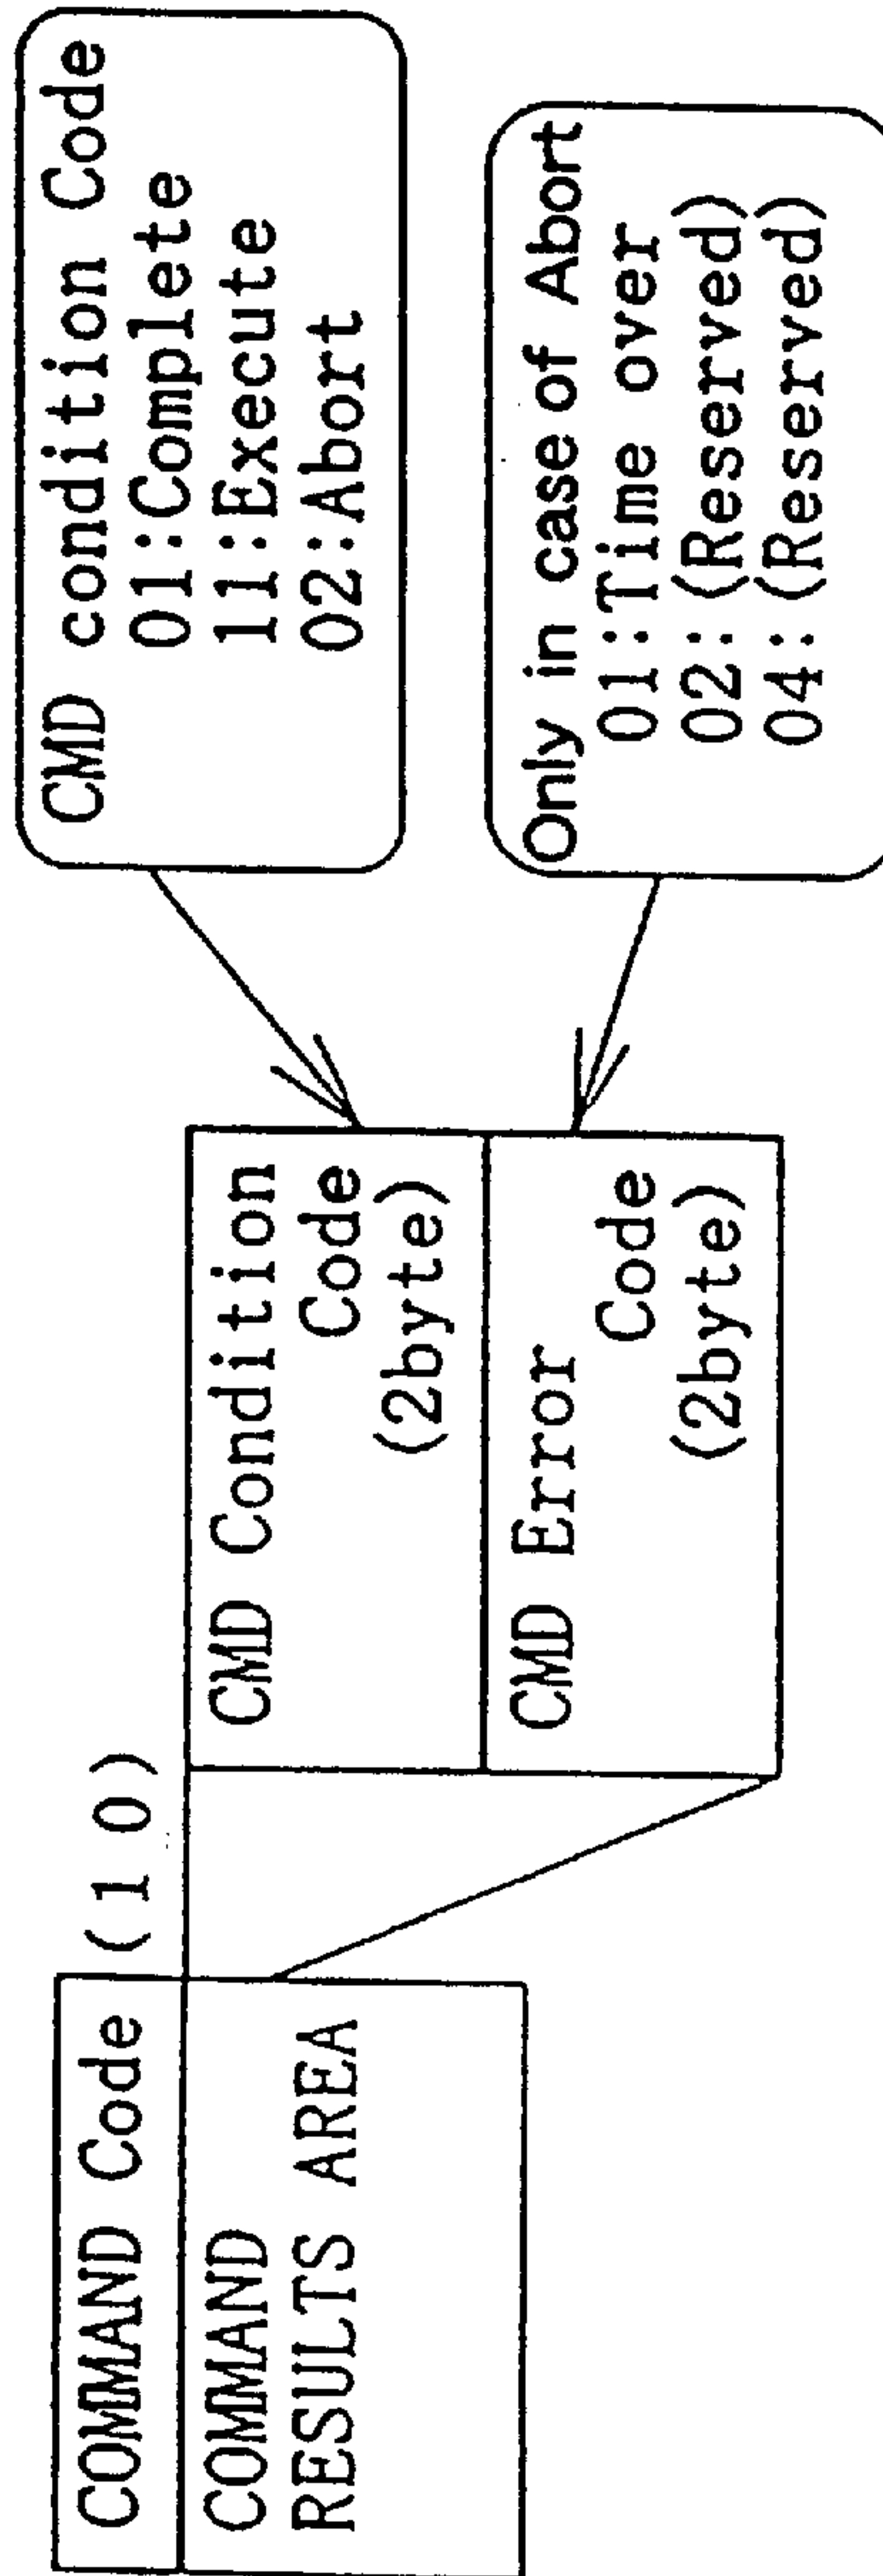 COMMAND Code (10)
COMMAND
RESULTS AREA
CMD Condition
Code
(2byte)
CMD Error
Code
(2byte)
CMD condition Code
01:Complete
11:Execute
02:Abort
Only in case of Abort
01:Time over
02:(Reserved)
04:(Reserved)